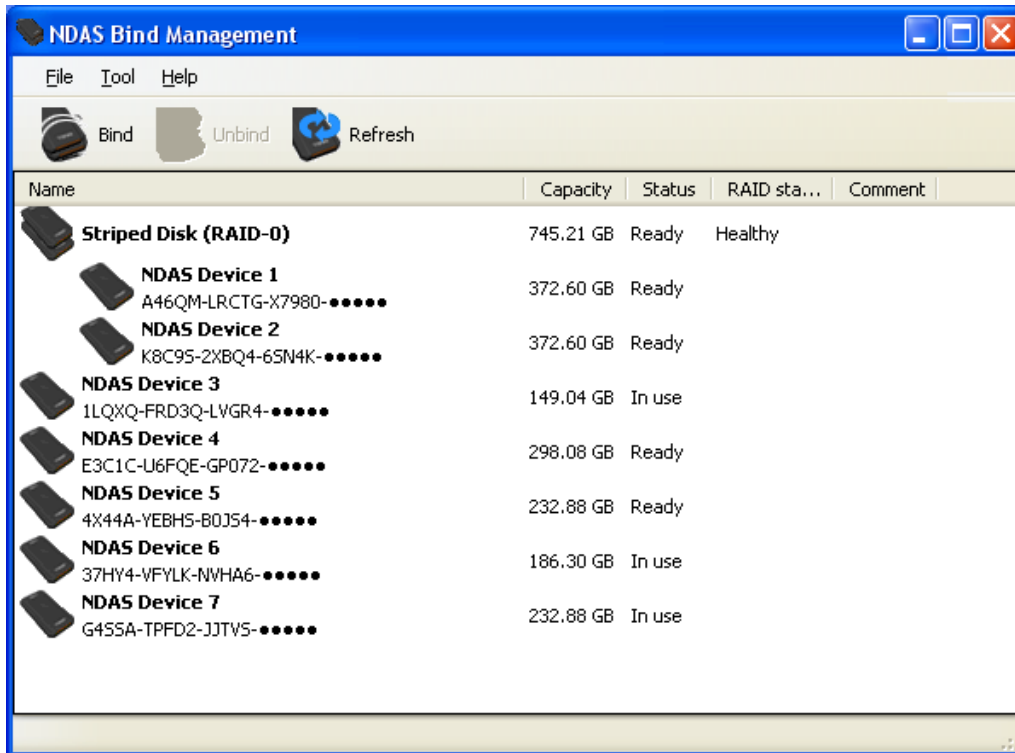 NDAS Bind Management
File Tool Help
Bind Unbind Refresh
Name Capacity Status RAID sta... Comment
Striped Disk (RAID-0) 745.21 GB Ready Healthy
NDAS Device 1
A46QM-LRCTG-X7980-●●●●● 372.60 GB Ready
NDAS Device 2
K8C9S-2XBQ4-6SN4K-●●●●● 372.60 GB Ready
NDAS Device 3
1LQXQ-FRD3Q-LVGR4-●●●●● 149.04 GB In use
NDAS Device 4
E3C1C-U6FQE-GP072-●●●●● 298.08 GB Ready
NDAS Device 5
4X44A-YEBHS-B0JS4-●●●●● 232.88 GB Ready
NDAS Device 6
37HY4-VFYLK-NVHA6-●●●●● 186.30 GB In use
NDAS Device 7
G4SSA-TPFD2-JJTVS-●●●●● 232.88 GB In use